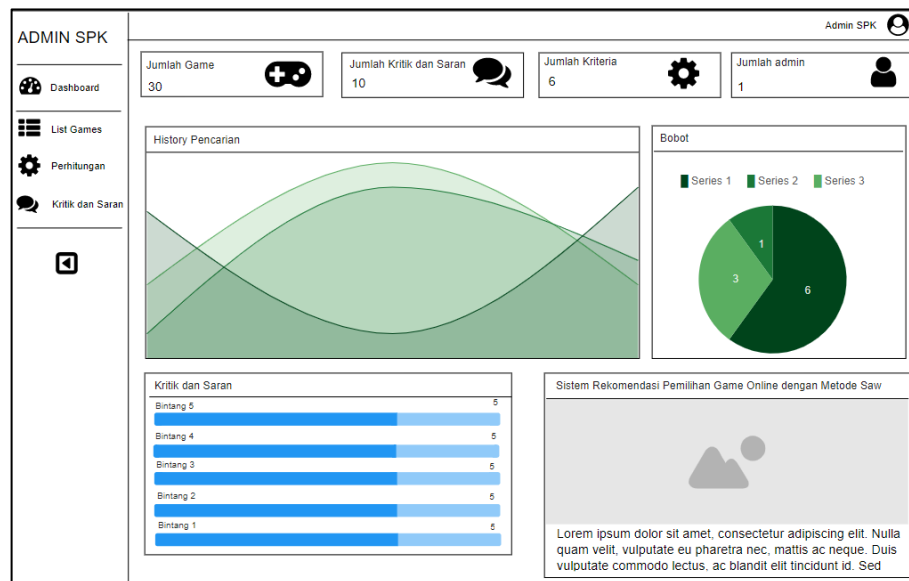 Admin SPK
ADMIN SPK
Dashboard
List Games
Perhitungan
Kritik dan Saran
Jumlah Game
30
Jumlah Kritik dan Saran
10
Jumlah Kriteria
6
Jumlah admin
1
History Pencarian
Bobot
Series 1 Series 2 Series 3
1
3
6
Kritik dan Saran
Bintang 5 5
Bintang 4 5
Bintang 3 5
Bintang 2 5
Bintang 1 5
Sistem Rekomendasi Pemilihan Game Online dengan Metode Saw
Lorem ipsum dolor sit amet, consectetur adipiscing elit. Nulla
quam velit, vulputate eu pharetra nec, mattis ac neque. Duis
vulputate commodo lectus, ac blandit elit tincidunt id. Sed